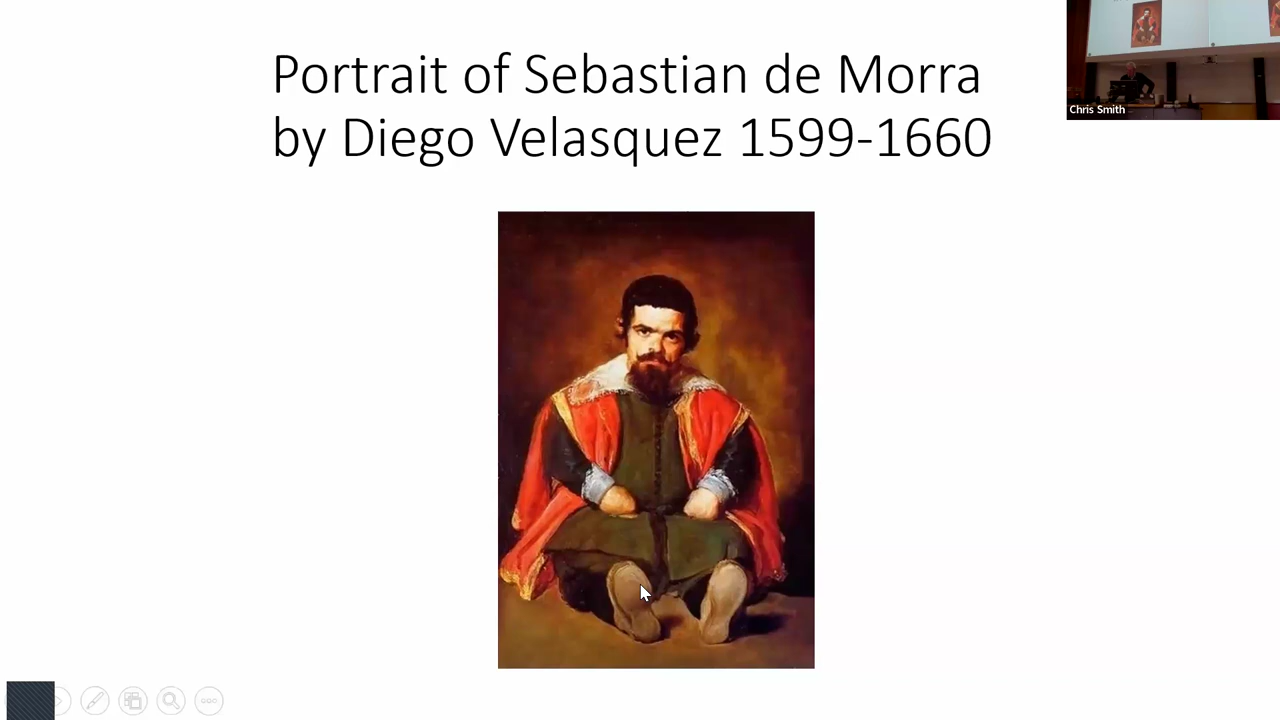 Portrait of Sebastian de Morra
by Diego Velasquez 1599-1660
Chris Smith